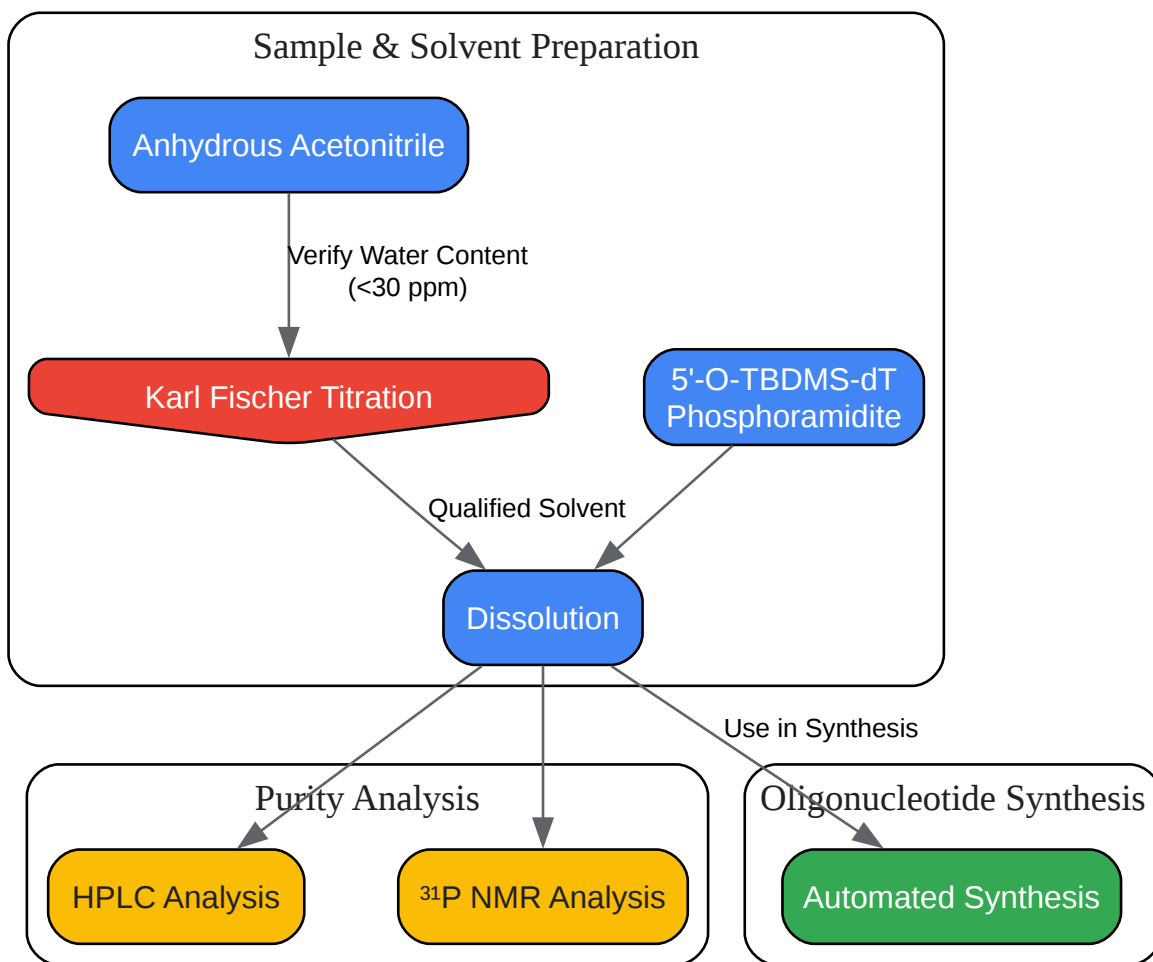 Sample & Solvent Preparation
Anhydrous Acetonitrile
Verify Water Content
(<30 ppm)
Karl Fischer Titration
5'-O-TBDMS-dT
Phosphoramidite
Qualified Solvent
Dissolution
Use in Synthesis
Purity Analysis
Oligonucleotide Synthesis
HPLC Analysis
³¹P NMR Analysis
Automated Synthesis